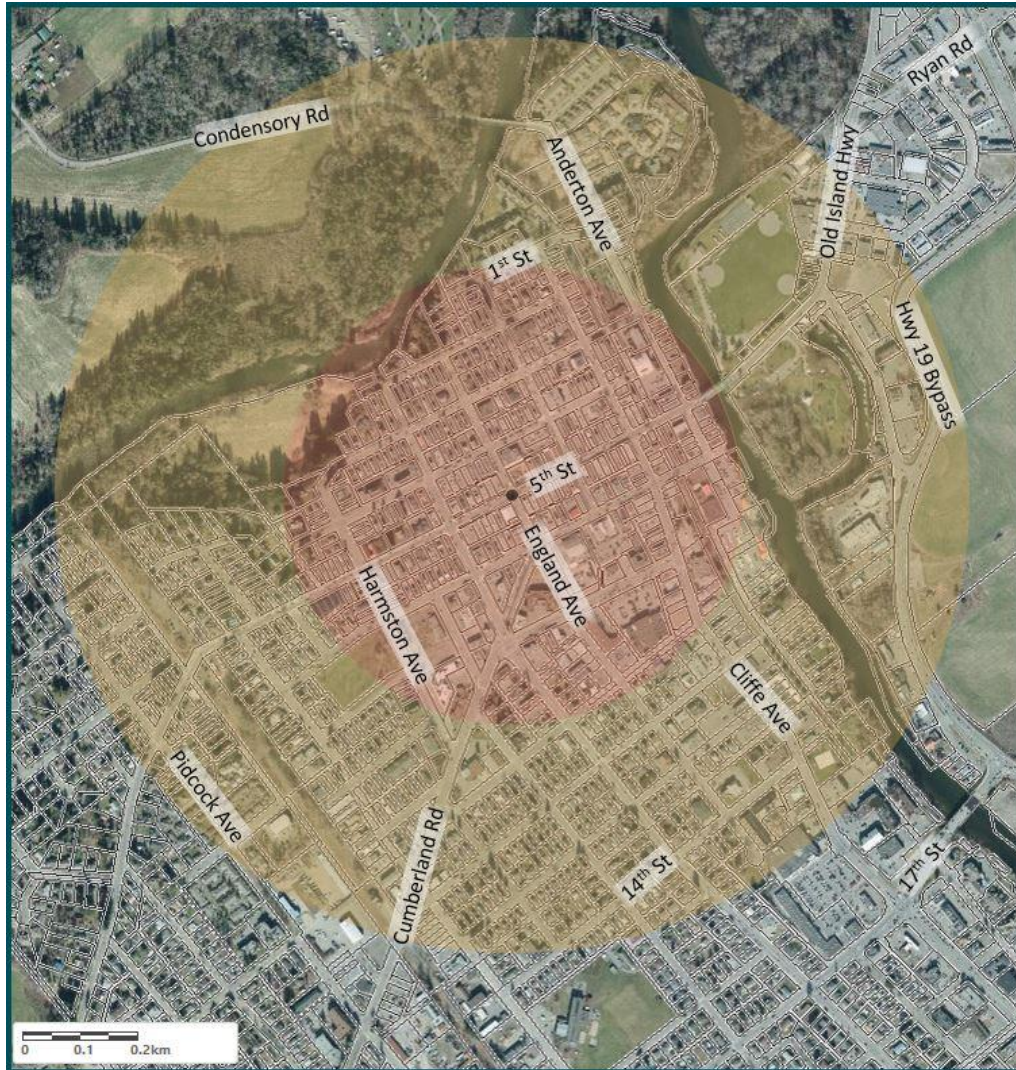 Ryan Rd
Condensory Rd
Old Island Hwy
Anderton Ave
1st St
Hwy 19 Bypass
5th St
England Ave
Harmston Ave
Cliffe Ave
Pidcock Ave
Cumberland Rd
14th St
17th St
0 0.1 0.2km